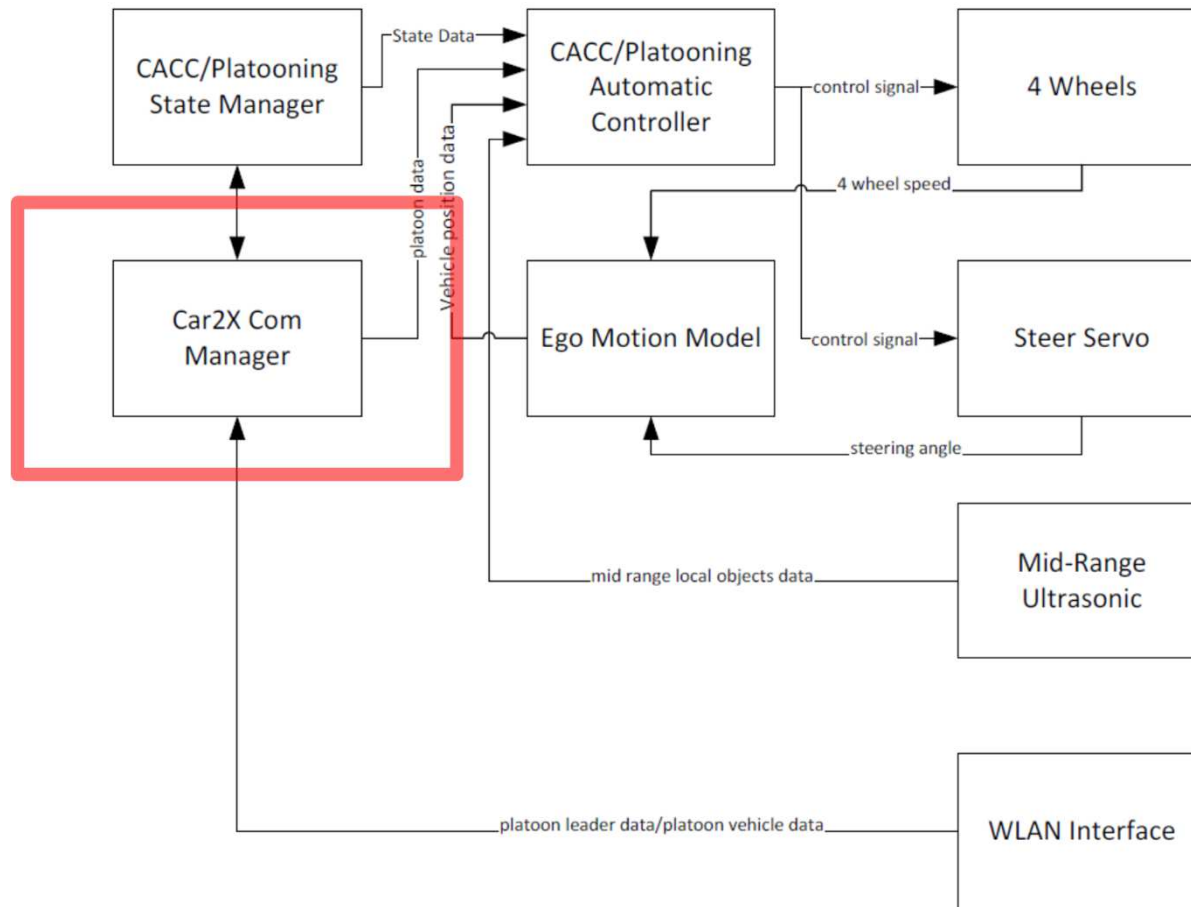 CACC/Platooning
State Manager
State Data
CACC/Platooning
Automatic
Controller
control signal
4 Wheels
platoon data
Vehicle position data
4 wheel speed
Car2X Com
Manager
Ego Motion Model
control signal
Steer Servo
steering angle
mid range local objects data
Mid-Range
Ultrasonic
platoon leader data/platoon vehicle data
WLAN Interface